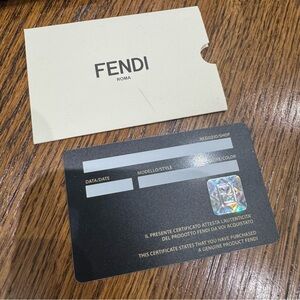 FENDI
ROMA
NEGOZIO/SHOP
DATA/DATE
MODELLO/STYLE
COLORE/COLOR
IL PRESENTE CERTIFICATO ATTESTA L'AUTENTICITA'
DEL PRODOTTO FENDI DA VOI ACQUISTATO
THIS CERTIFICATE STATES THAT YOU HAVE PURCHASED
A GENUINE PRODUCT FENDI